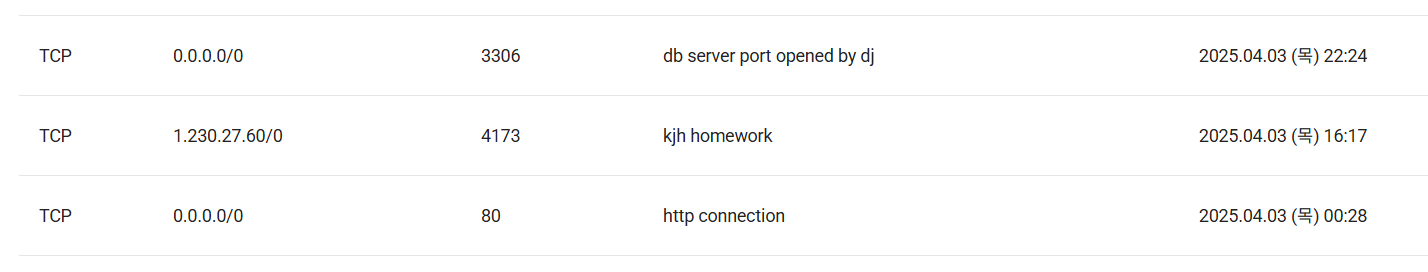 TCP 0.0.0.0/0 3306 db server port opened by dj 2025.04.03 (목) 22:24
TCP 1.230.27.60/0 4173 kjh homework 2025.04.03 (목) 16:17
TCP 0.0.0.0/0 80 http connection 2025.04.03 (목) 00:28